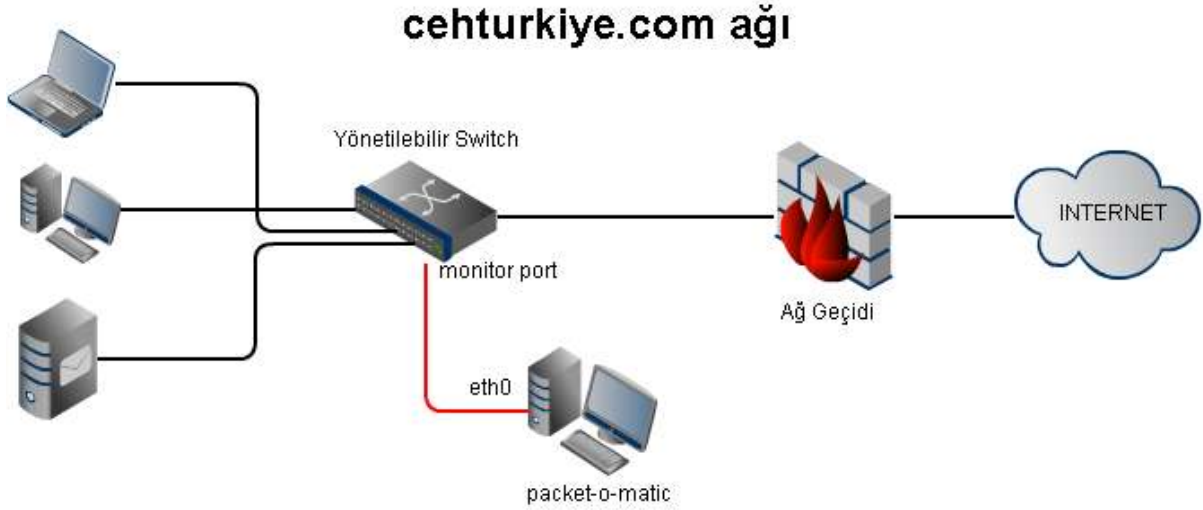 cehturkiye.com ağı
Yönetilebilir Switch
INTERNET
monitor port
Ağ Geçidi
eth0
packet-o-matic